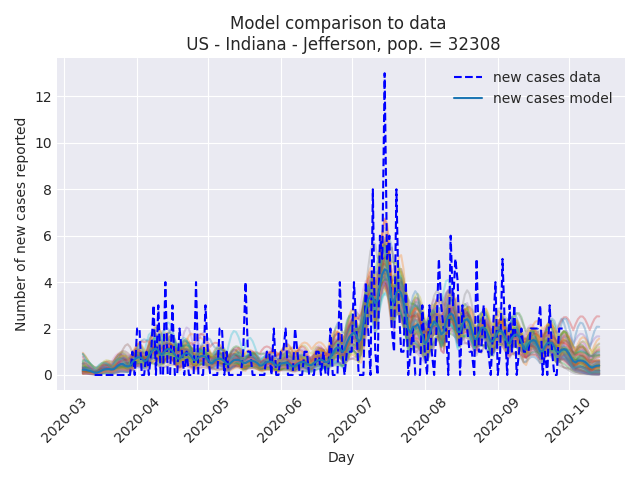 Model comparison to data
US - Indiana - Jefferson, pop. = 32308
new cases data
new cases model
Number of new cases reported
12
10
8
6
4
2
0
2020-03
2020-04
2020-05
2020-06
2020-07
2020-08
2020-09
2020-10
Day